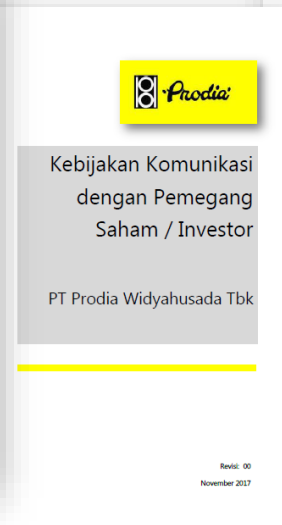 Prodia
Kebijakan Komunikasi
dengan Pemegang
Saham / Investor
PT Prodia Widyahusada Tbk
Revisi: 00
November 2017